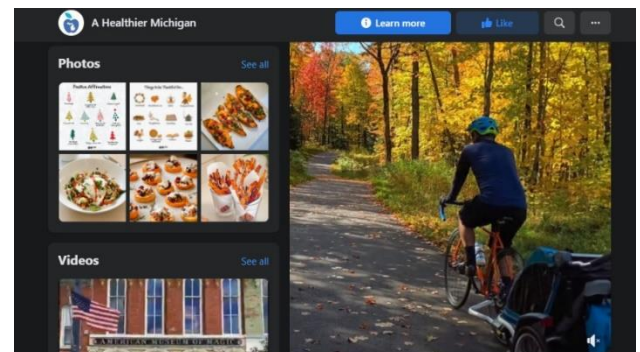 A Healthier Michigan
Learn more
Like
Photos
See all
Videos
See all
AMERICAN MUSEUM OF MAGIC